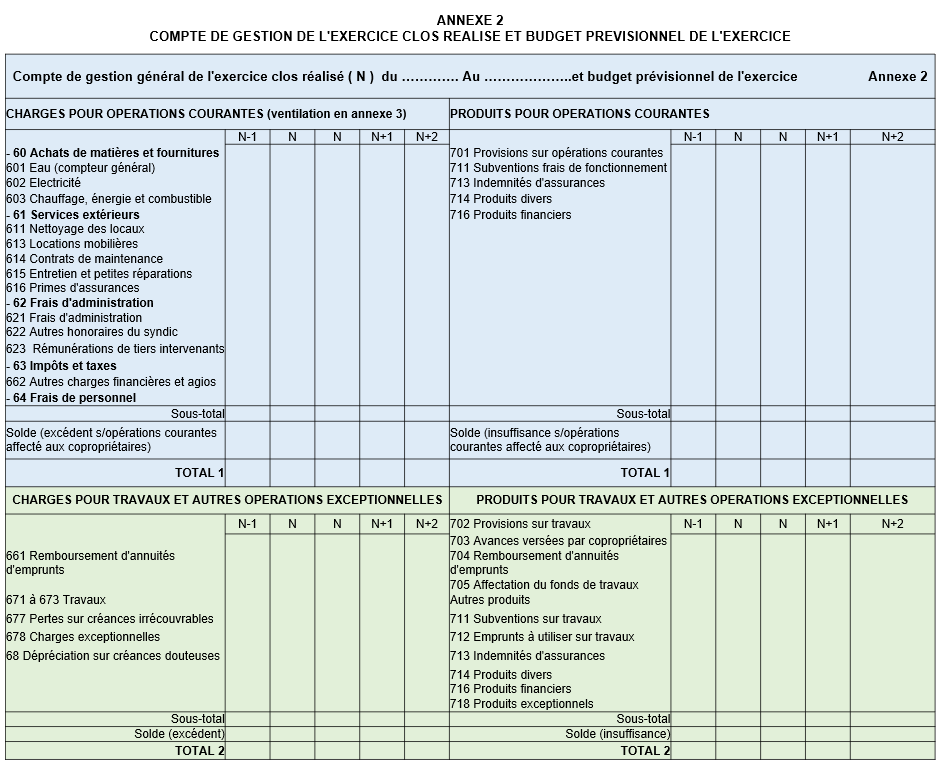 ANNEXE 2
COMPTE DE GESTION DE L'EXERCICE CLOS REALISE ET BUDGET PREVISIONNEL DE L'EXERCICE
Compte de gestion général de l'exercice clos réalisé ( N ) du …………. Au ………………..et budget prévisionnel de l'exercice Annexe 2
CHARGES POUR OPERATIONS COURANTES (ventilation en annexe 3)
N-1 N N N+1 N+2
- 60 Achats de matières et fournitures
601 Eau (compteur général)
602 Electricité
603 Chauffage, énergie et combustible
- 61 Services extérieurs
611 Nettoyage des locaux
613 Locations mobilières
614 Contrats de maintenance
615 Entretien et petites réparations
616 Primes d'assurances
- 62 Frais d'administration
621 Frais d'administration
622 Autres honoraires du syndic
623 Rémunérations de tiers intervenants
- 63 Impôts et taxes
662 Autres charges financières et agios
- 64 Frais de personnel
Sous-total
Solde (excédent s/opérations courantes
affecté aux copropriétaires)
TOTAL 1
PRODUITS POUR OPERATIONS COURANTES
N-1 N N N+1 N+2
701 Provisions sur opérations courantes
711 Subventions frais de fonctionnement
713 Indemnités d'assurances
714 Produits divers
716 Produits financiers
Sous-total
Solde (insuffisance s/opérations
courantes affecté aux copropriétaires)
TOTAL 1
CHARGES POUR TRAVAUX ET AUTRES OPERATIONS EXCEPTIONNELLES
N-1 N N N+1 N+2
661 Remboursement d'annuités
d'emprunts
671 à 673 Travaux
677 Pertes sur créances irrécouvrables
678 Charges exceptionnelles
68 Dépréciation sur créances douteuses
Sous-total
Solde (excédent)
TOTAL 2
PRODUITS POUR TRAVAUX ET AUTRES OPERATIONS EXCEPTIONNELLES
702 Provisions sur travaux N-1 N N N+1 N+2
703 Avances versées par copropriétaires
704 Remboursement d'annuités
d'emprunts
705 Affectation du fonds de travaux
Autres produits
711 Subventions sur travaux
712 Emprunts à utiliser sur travaux
713 Indemnités d'assurances
714 Produits divers
716 Produits financiers
718 Produits exceptionnels
Sous-total
Solde (insuffisance)
TOTAL 2